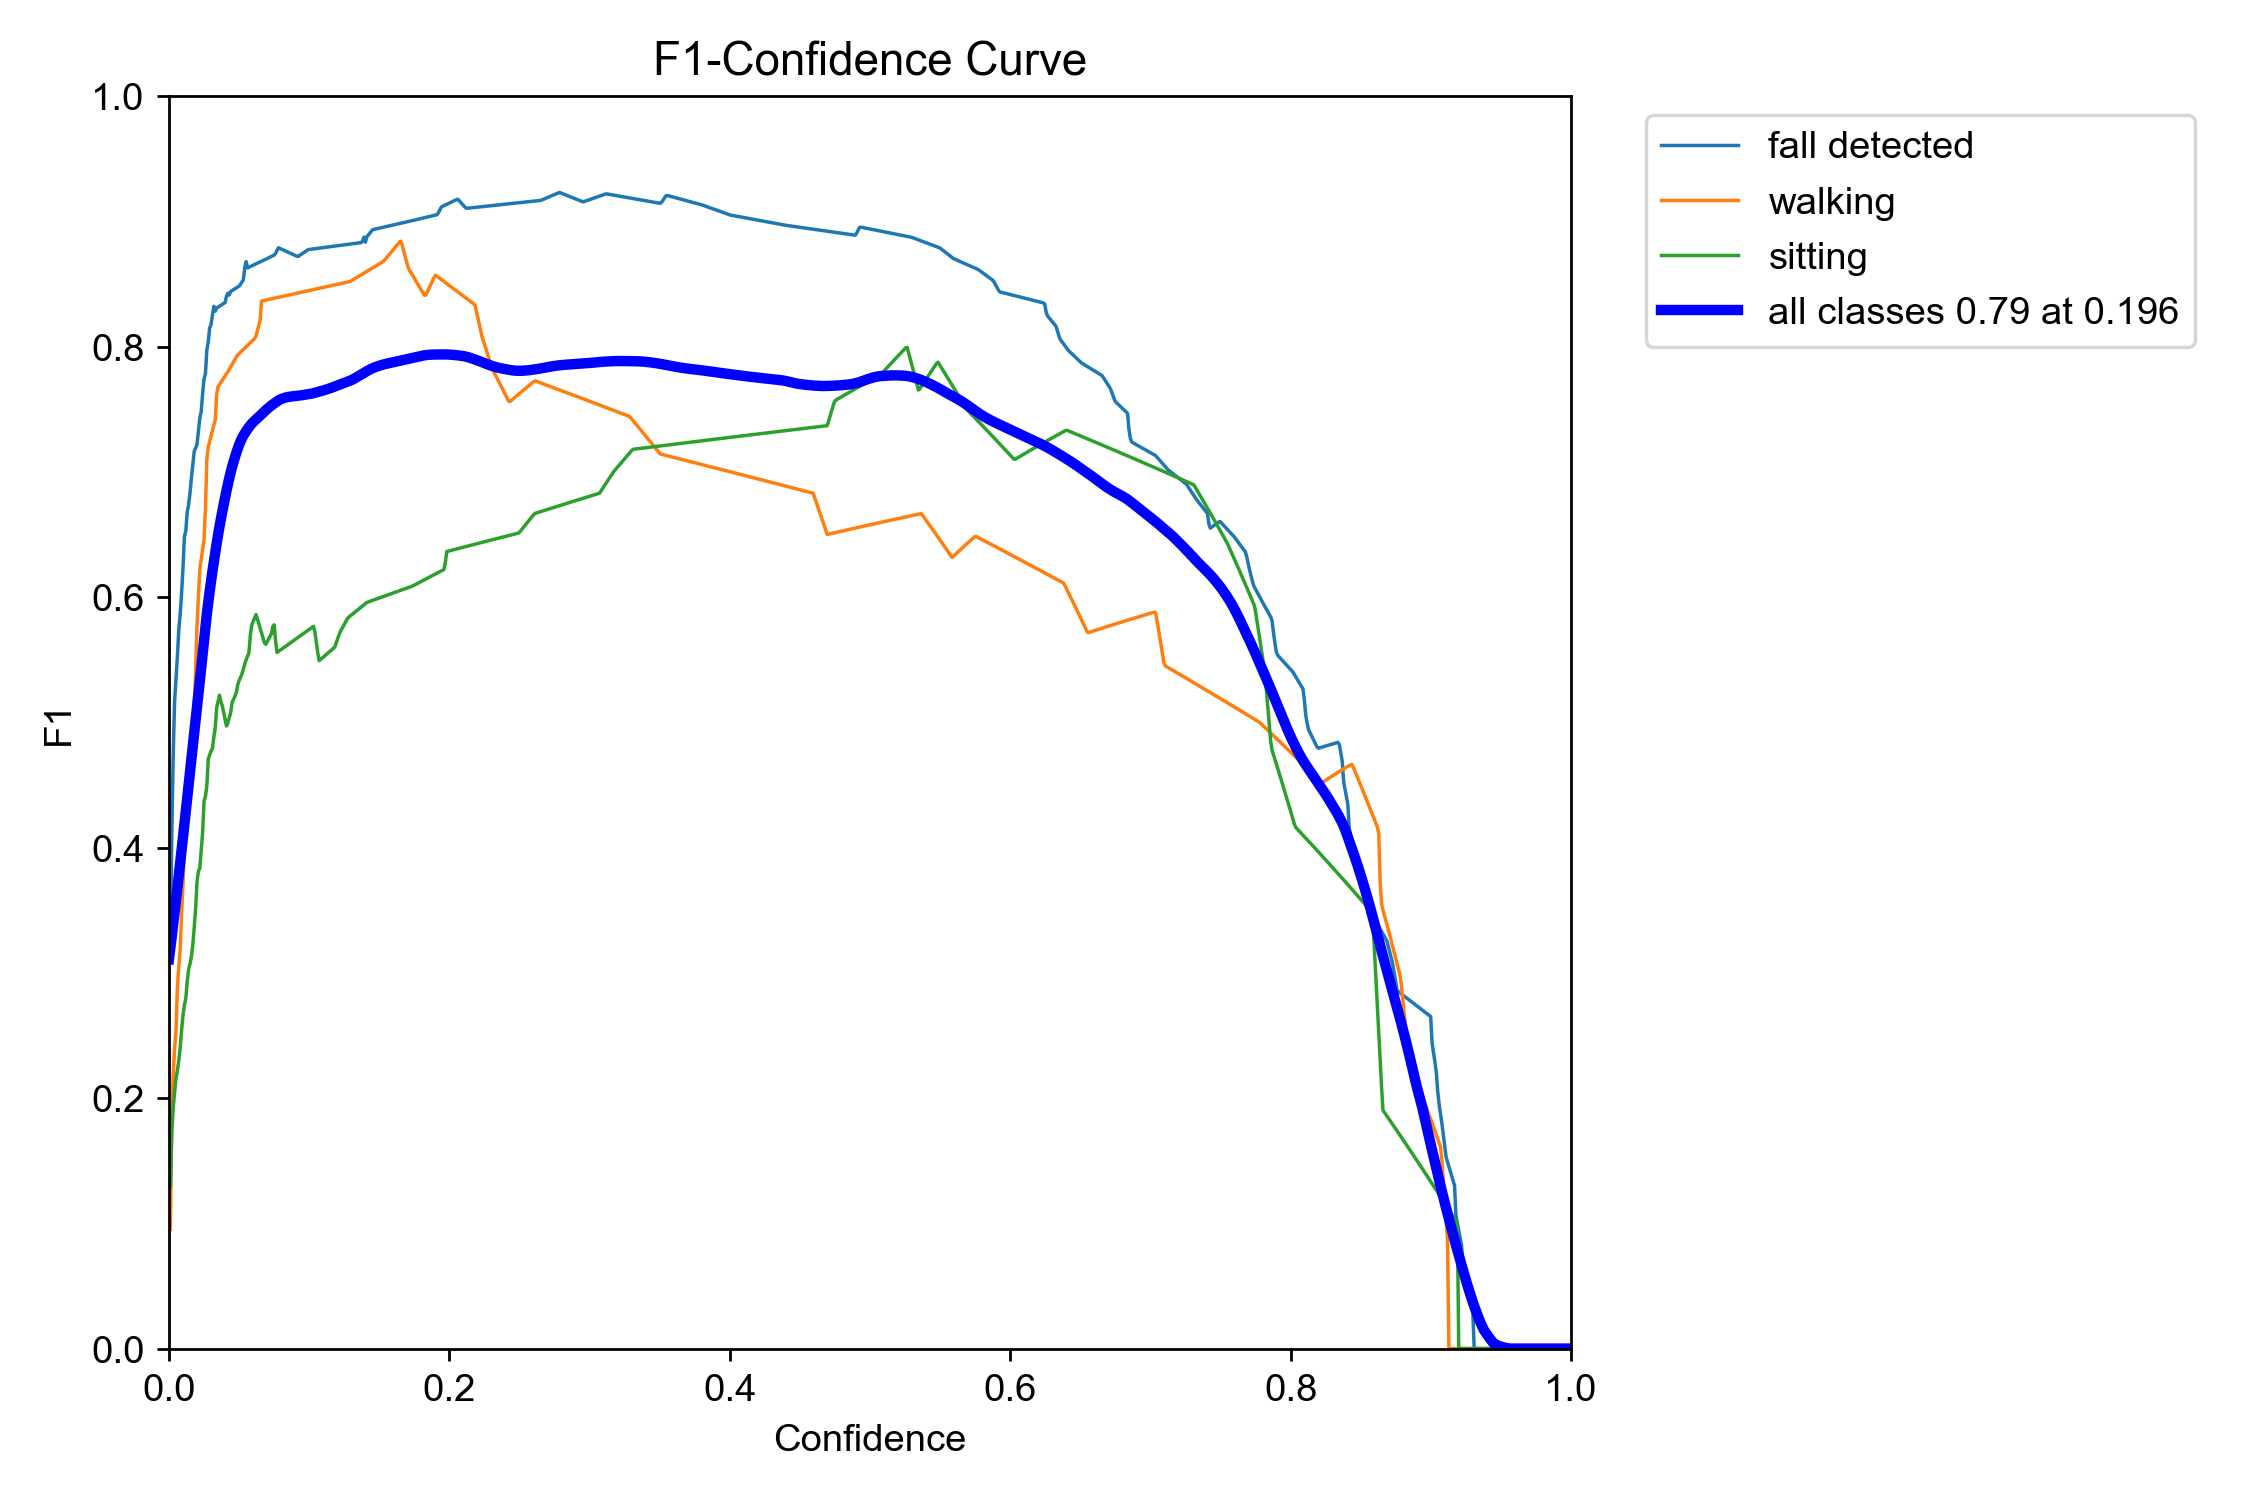 F1-Confidence Curve
1.0
0.8
0.6
0.4
0.2
0.0
F1
0.0 0.2 0.4 0.6 0.8 1.0
Confidence
fall detected
walking
sitting
all classes 0.79 at 0.196